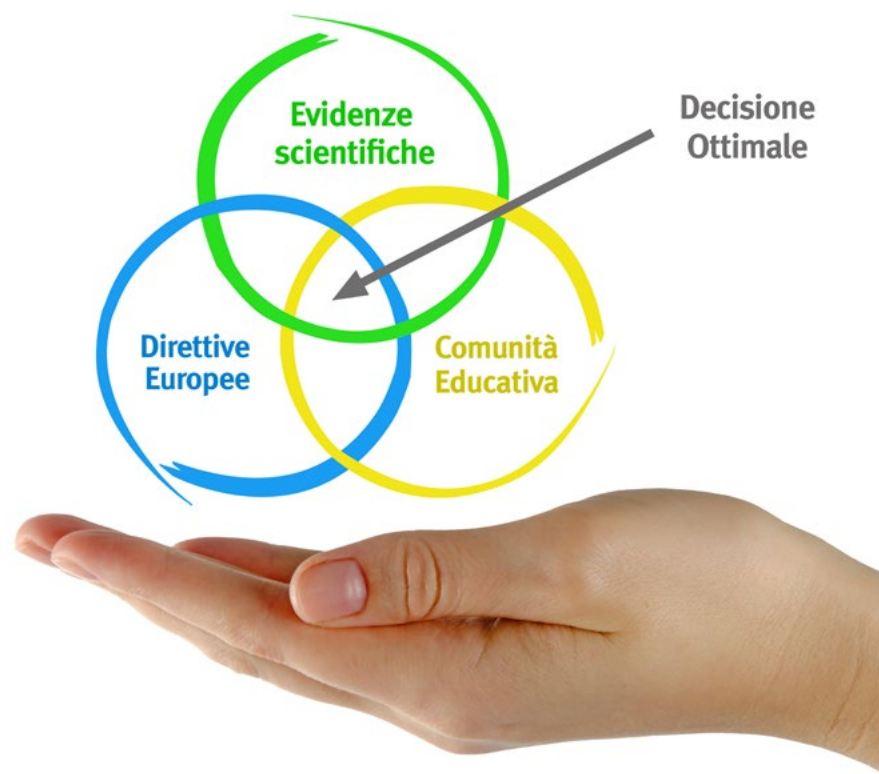 Evidenze
scientifiche
Decisione
Ottimale
Direttive
Europee
Comunità
Educativa